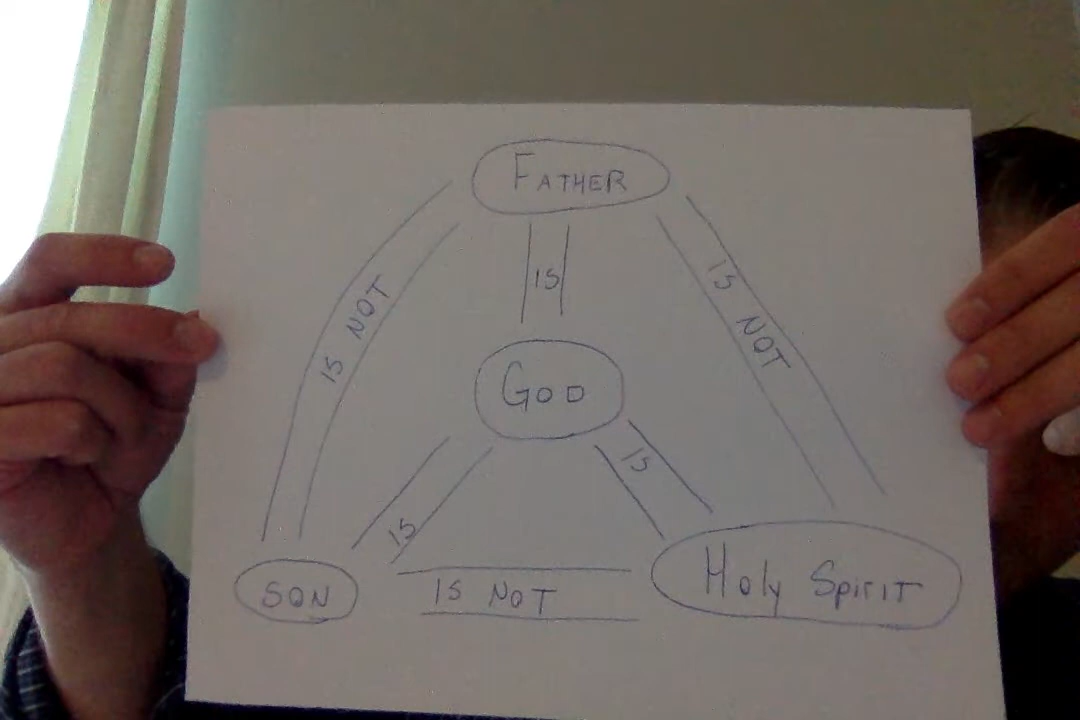 FATHER
IS
IS NOT
IS NOT
GOD
IS
IS
SON
IS NOT
Holy Spirit